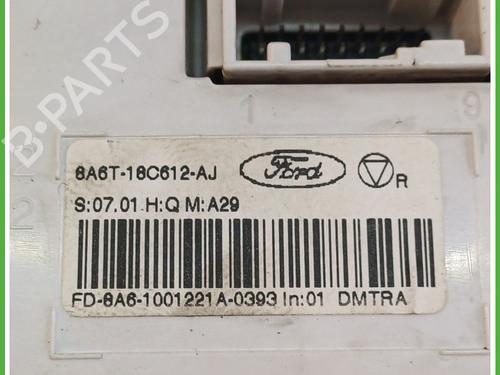 1
9
2
8A6T-18C612-AJ
Ford
R
S:07.01 H:Q M:A29
FD-8A6-1001221A-0393 In:01 DMTRA
B-PARTS